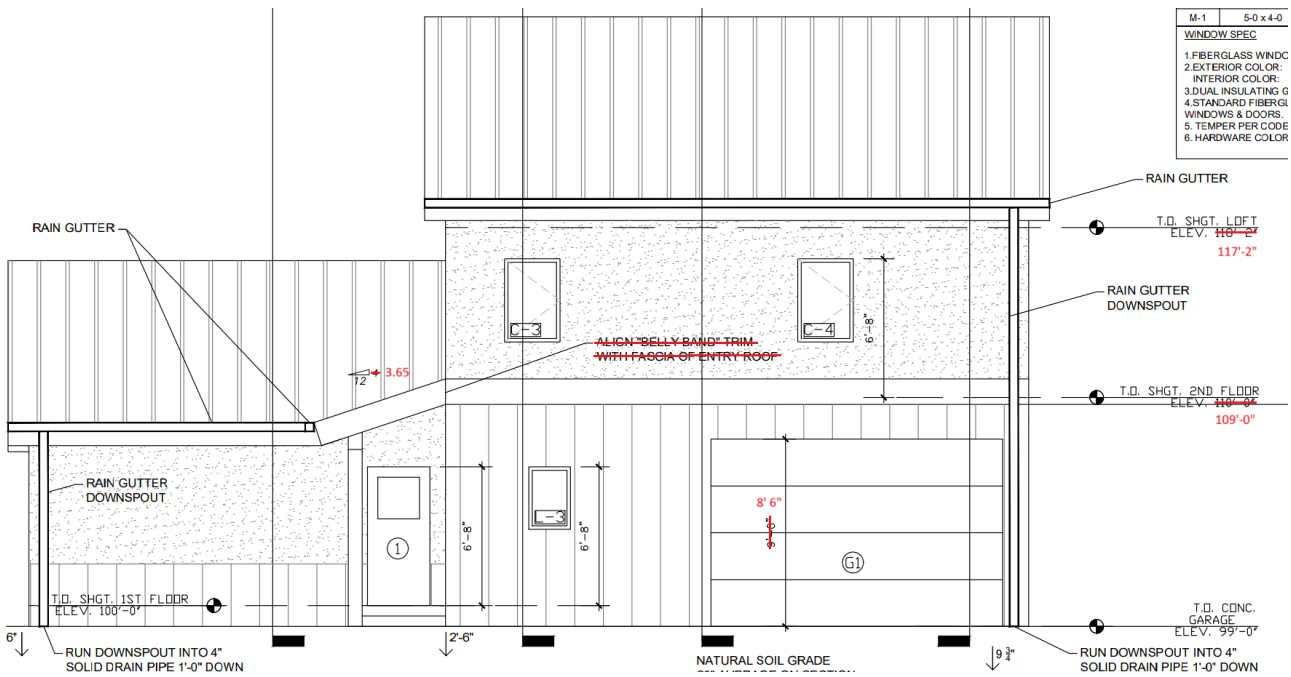 M-1 5-0 x 4-0
WINDOW SPEC
1.FIBERGLASS WINDO
2.EXTERIOR COLOR:
INTERIOR COLOR:
3.DUAL INSULATING G
4.STANDARD FIBERGL
WINDOWS & DOORS.
5. TEMPER PER CODE
6. HARDWARE COLOR
RAIN GUTTER
RAIN GUTTER
T.O. SHGT. LOFT
ELEV. 118'-2"
117'-2"
RAIN GUTTER
DOWNSPOUT
C-3
C-4
6'-8"
ALIGN "BELLY BAND" TRIM
WITH FASCIA OF ENTRY ROOF
12
4
3.65
T.O. SHGT. 2ND FLOOR
ELEV. 110'-0"
109'-0"
RAIN GUTTER
DOWNSPOUT
8' 6"
9'-0"
6'-8"
6'-8"
1
G1
T.O. SHGT. 1ST FLOOR
ELEV. 100'-0"
T.O. CONC.
GARAGE
ELEV. 99'-0"
6"
2'-6"
9 3/4"
RUN DOWNSPOUT INTO 4"
SOLID DRAIN PIPE 1'-0" DOWN
NATURAL SOIL GRADE
AVERAGE ON SECTION
RUN DOWNSPOUT INTO 4"
SOLID DRAIN PIPE 1'-0" DOWN